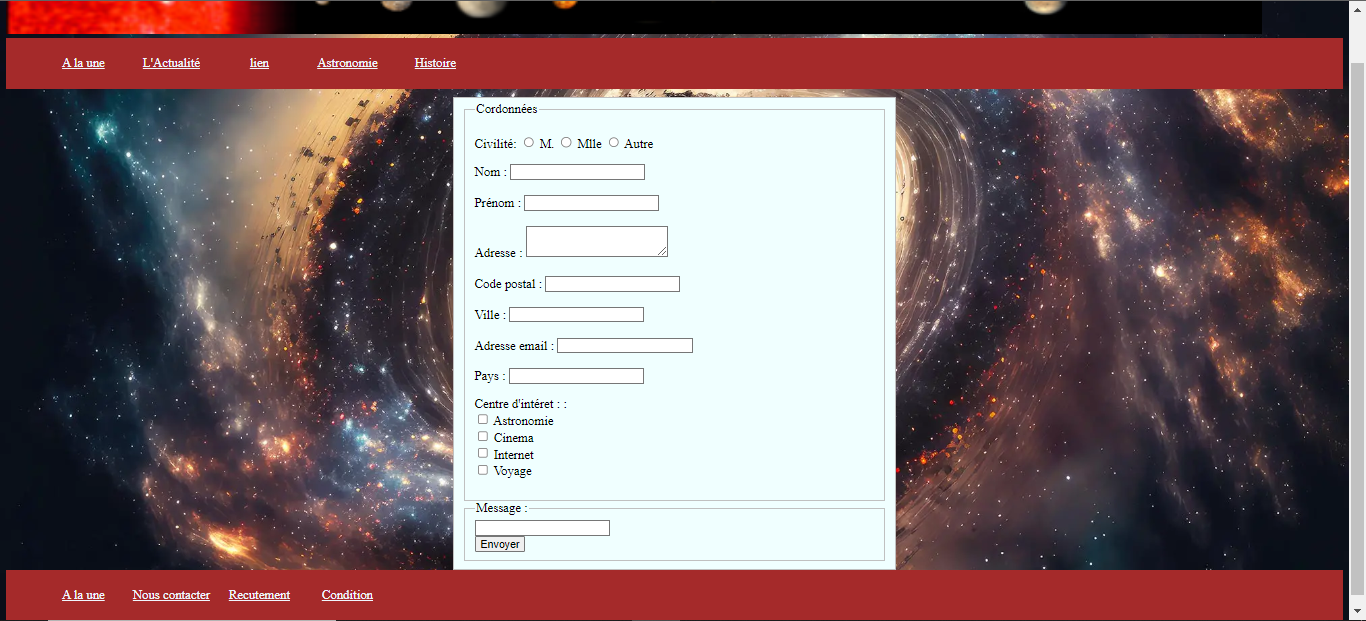 A la une L'Actualité lien Astronomie Histoire
Cordonnées
Civilité: M. Mlle Autre
Nom :
Prénom :
Adresse :
Code postal :
Ville :
Adresse email :
Pays :
Centre d'intéret : :
Astronomie
Cinema
Internet
Voyage
Message :
Envoyer
A la une Nous contacter Recutement Condition